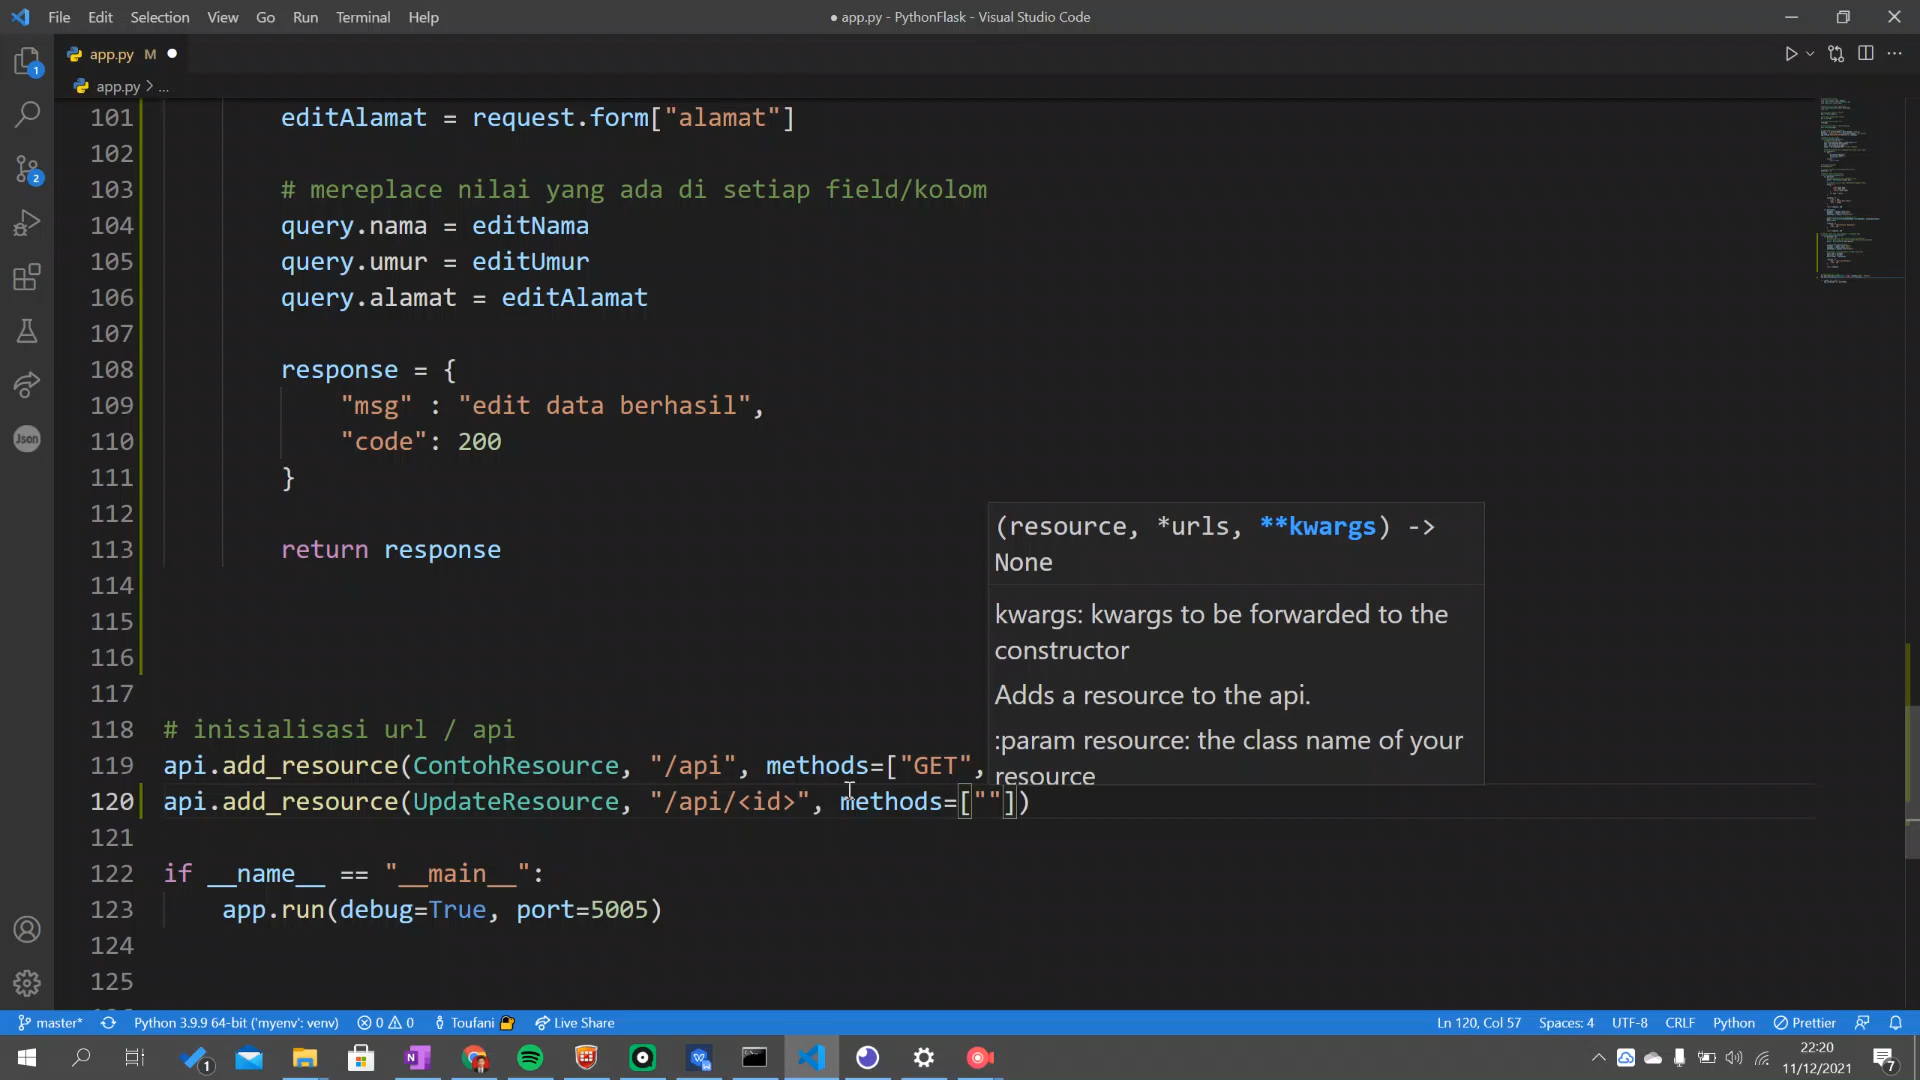 File Edit Selection View Go Run Terminal Help
● app.py - PythonFlask - Visual Studio Code
app.py M ●
app.py > ...
1
2
Json
101 editAlamat = request.form["alamat"]
102
103 # mereplace nilai yang ada di setiap field/kolom
104 query.nama = editNama
105 query.umur = editUmur
106 query.alamat = editAlamat
107
108 response = {
109 "msg" : "edit data berhasil",
110 "code": 200
111 }
112
113 return response
114
115
116
117
118 # inisialisasi url / api
119 api.add_resource(ContohResource, "/api", methods=["GET",
120 api.add_resource(UpdateResource, "/api/<id>", methods=[""])
121
122 if __name__ == "__main__":
123 app.run(debug=True, port=5005)
124
125
(resource, *urls, **kwargs) ->
None
kwargs: kwargs to be forwarded to the
constructor
Adds a resource to the api.
:param resource: the class name of your
resource
master* Python 3.9.9 64-bit ('myenv': venv) 0 0 Toufani Live Share Ln 120, Col 57 Spaces: 4 UTF-8 CRLF Python Prettier
1
22:20
11/12/2021
7